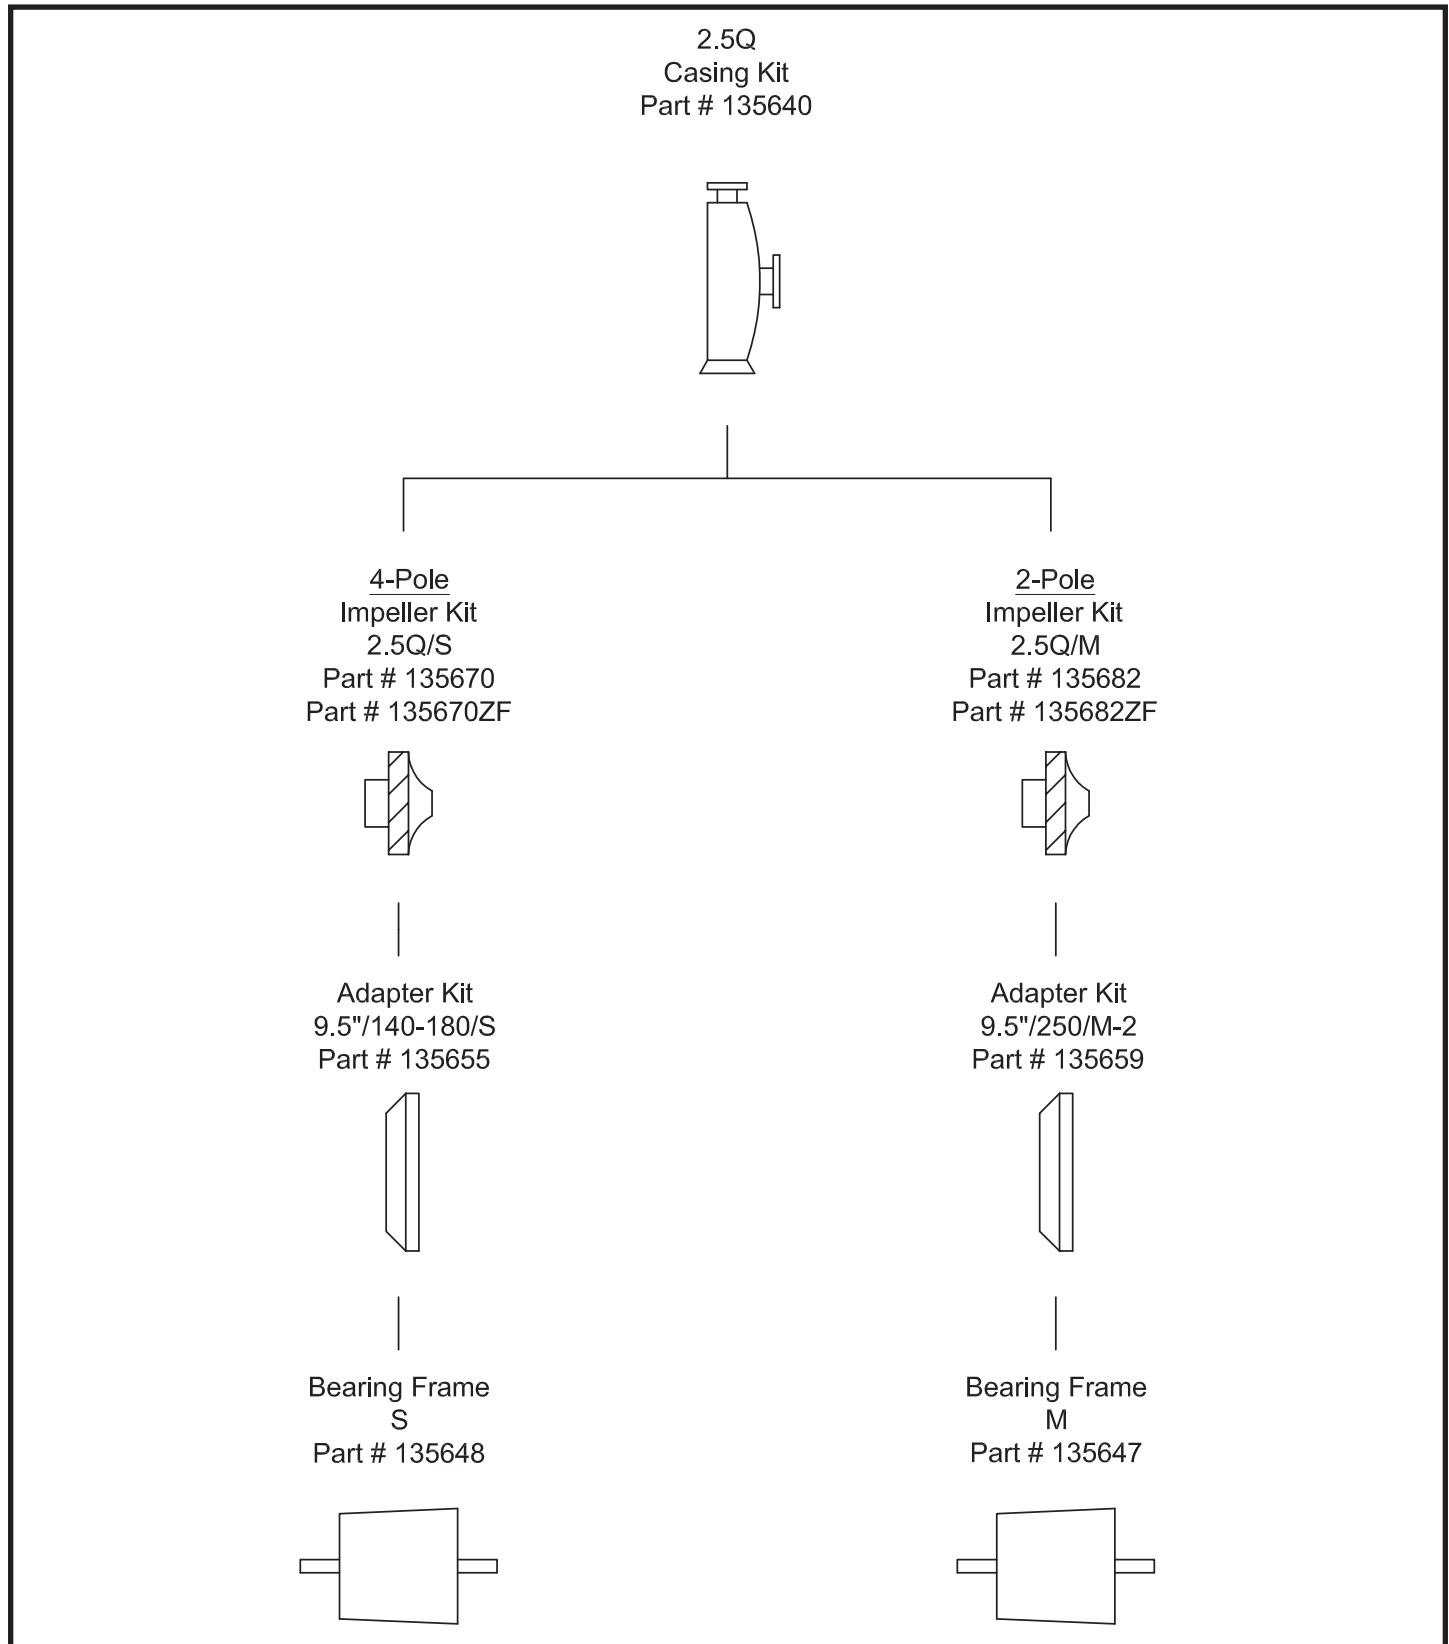 2.5Q
Casing Kit
Part # 135640
4-Pole
Impeller Kit
2.5Q/S
Part # 135670
Part # 135670ZF
2-Pole
Impeller Kit
2.5Q/M
Part # 135682
Part # 135682ZF
Adapter Kit
9.5"/140-180/S
Part # 135655
Adapter Kit
9.5"/250/M-2
Part # 135659
Bearing Frame
S
Part # 135648
Bearing Frame
M
Part # 135647